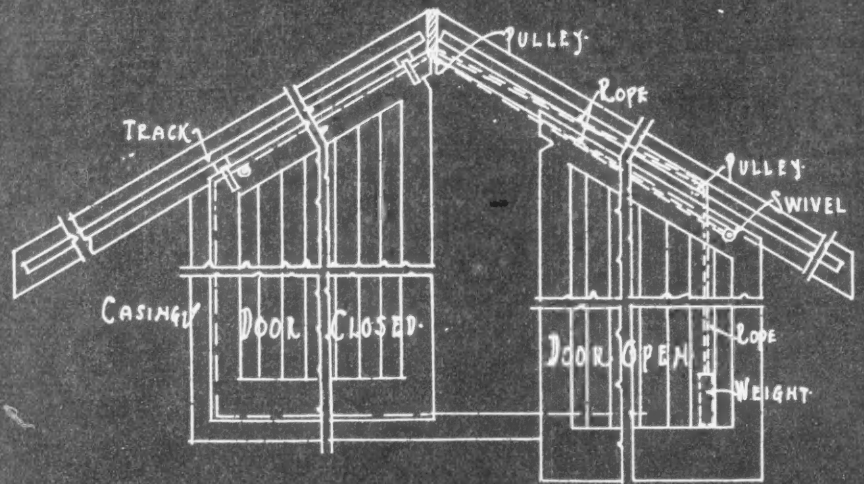 PULLEY.
ROPE
TRACK
PULLEY.
SWIVEL
CASING
DOOR CLOSED.
DOOR OPEN
ROPE
WEIGHT.